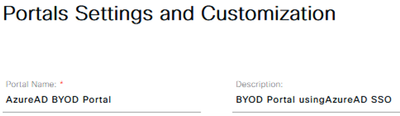 Portals Settings and Customization
Portal Name: * Description:
AzureAD BYOD Portal BYOD Portal usingAzureAD SSO